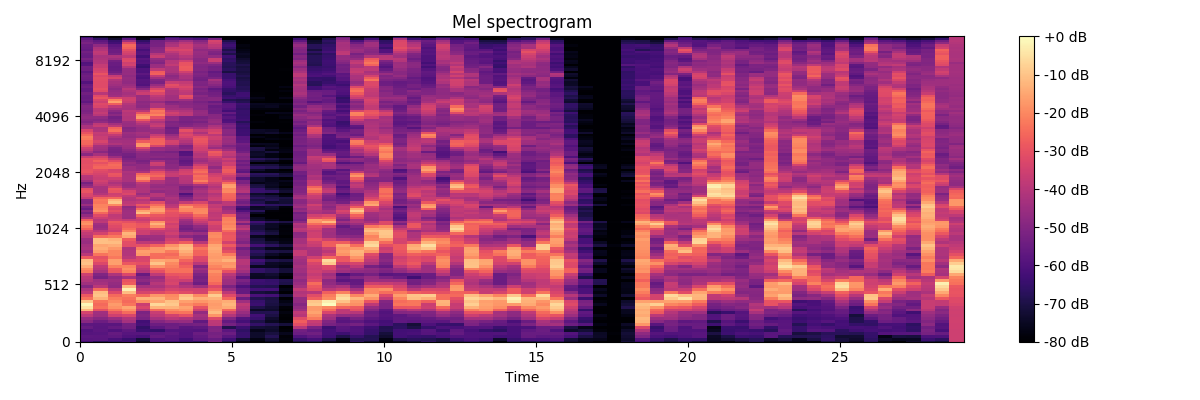 Mel spectrogram
Hz
8192
4096
2048
1024
512
0
0 5 10 15 20 25
Time
+0 dB
-10 dB
-20 dB
-30 dB
-40 dB
-50 dB
-60 dB
-70 dB
-80 dB